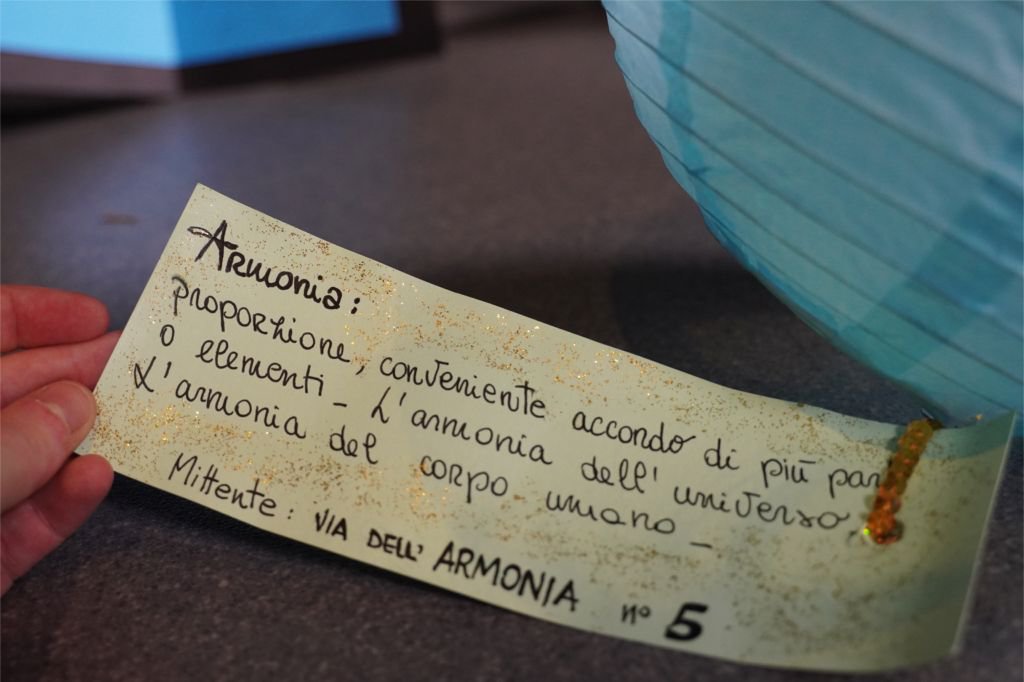 Armonia:
proporzione, conveniente accordo di più par
o elementi - L'armonia dell' universo,
L'armonia del corpo umano -
Mittente: VIA DELL' ARMONIA nº 5